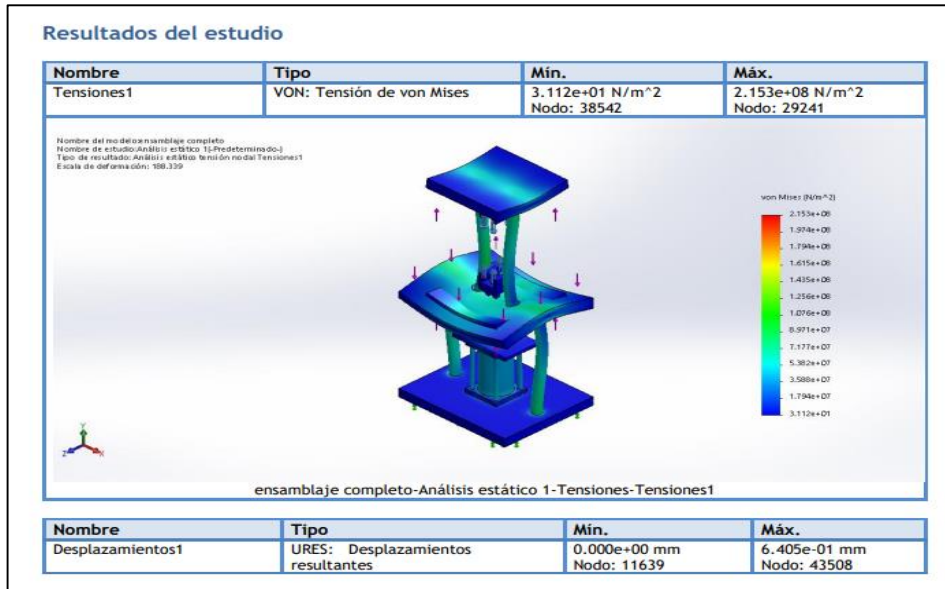 Resultados del estudio
Nombre Tipo Mín. Máx.
Tensiones1 VON: Tensión de von Mises 3.112e+01 N/m^2 2.153e+08 N/m^2
Nodo: 38542 Nodo: 29241
Nombre del modelo:ensamblaje completo
Nombre de estudio:Análisis estático 1(-Predeterminado-)
Tipo de resultado: Análisis estático tensión nodal Tensiones1
Escala de deformación: 188.339
von Mises (N/m^2)
2.153e+08
1.974e+08
1.794e+08
1.615e+08
1.435e+08
1.256e+08
1.076e+08
8.971e+07
7.177e+07
5.382e+07
3.588e+07
1.794e+07
3.112e+01
Y
Z X
ensamblaje completo-Análisis estático 1-Tensiones-Tensiones1
Nombre Tipo Mín. Máx.
Desplazamientos1 URES: Desplazamientos 0.000e+00 mm 6.405e-01 mm
resultantes Nodo: 11639 Nodo: 43508